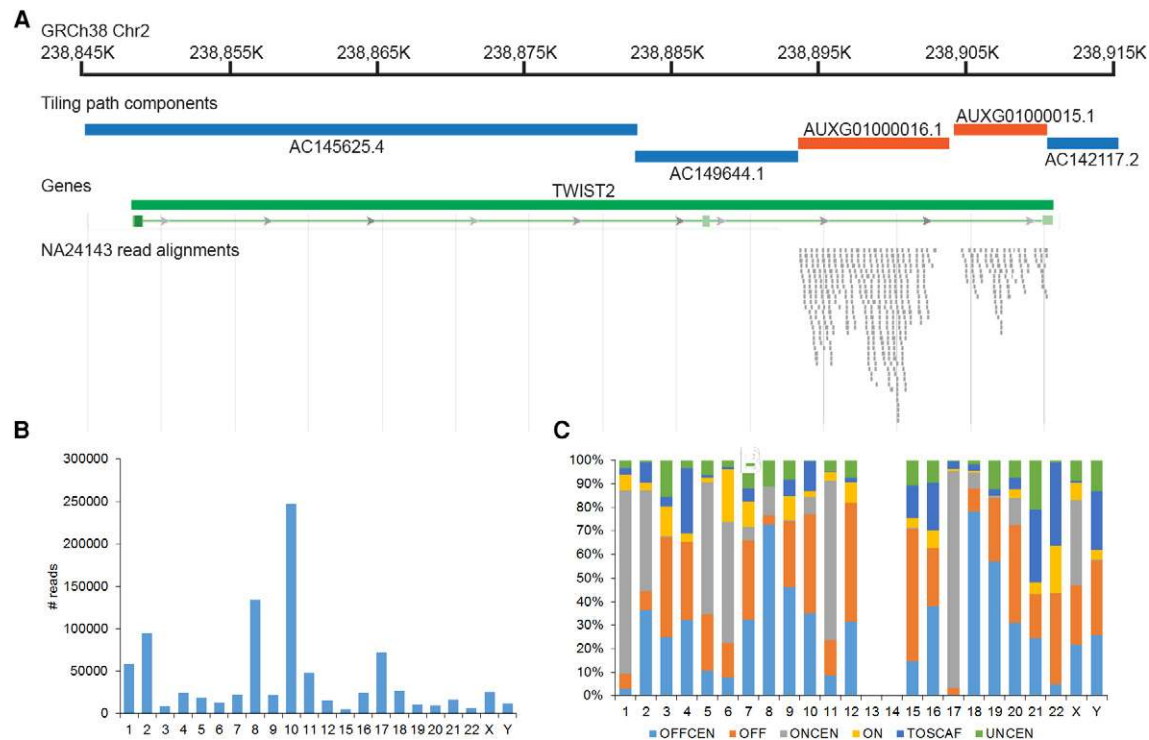 A
GRCh38 Chr2
238,845K 238,855K 238,865K 238,875K 238,885K 238,895K 238,905K 238,915K
Tiling path components
AUXG01000015.1
AUXG01000016.1
AC145625.4
AC149644.1
AC142117.2
Genes
TWIST2
NA24143 read alignments
B
300000
250000
200000
150000
100000
50000
0
# reads
1 2 3 4 5 6 7 8 9 10 11 12 15 16 17 18 19 20 21 22 X Y
C
100%
90%
80%
70%
60%
50%
40%
30%
20%
10%
0%
1 2 3 4 5 6 7 8 9 10 11 12 13 14 15 16 17 18 19 20 21 22 X Y
OFFCEN OFF ONCEN ON TOSCAF UNCEN